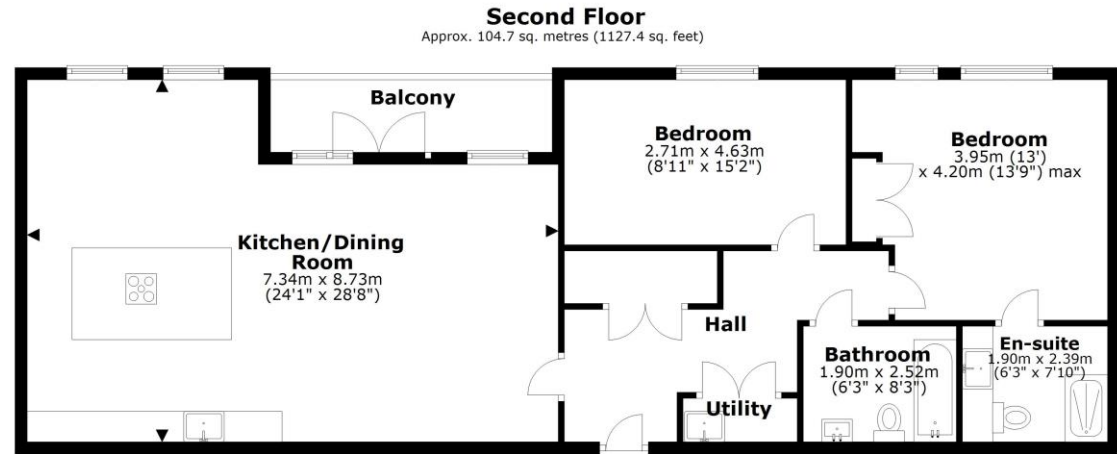 Second Floor
Approx. 104.7 sq. metres (1127.4 sq. feet)
Balcony
Bedroom
2.71m x 4.63m
(8'11" x 15'2")
Bedroom
3.95m (13')
x 4.20m (13'9") max
Kitchen/Dining
Room
7.34m x 8.73m
(24'1" x 28'8")
Hall
Bathroom
1.90m x 2.52m
(6'3" x 8'3")
En-suite
1.90m x 2.39m
(6'3" x 7'10")
Utility